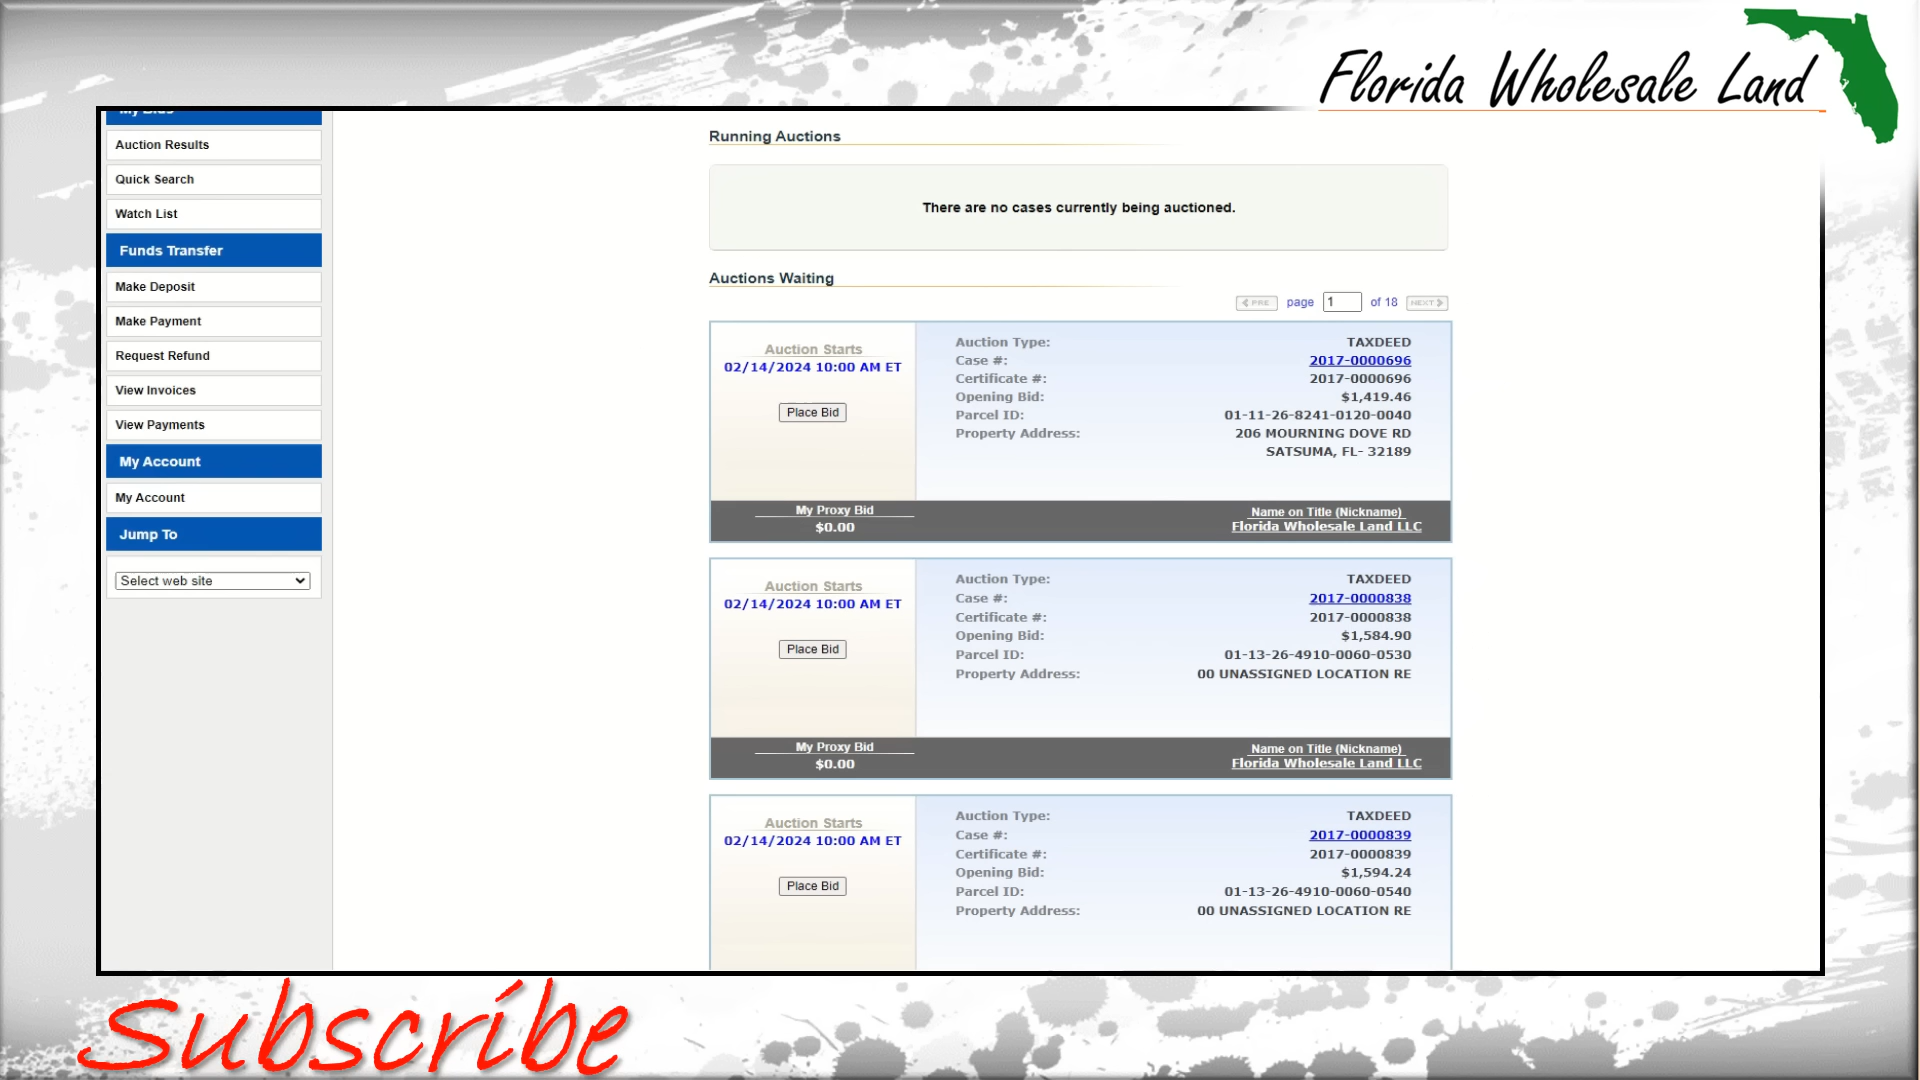 Florida Wholesale Land
My Bids
Auction Results
Quick Search
Watch List
Funds Transfer
Make Deposit
Make Payment
Request Refund
View Invoices
View Payments
My Account
My Account
Jump To
Select web site
Running Auctions
There are no cases currently being auctioned.
Auctions Waiting
PRE page 1 of 18 NEXT
Auction Starts
02/14/2024 10:00 AM ET
Place Bid
Auction Type: TAXDEED
Case #: 2017-0000696
Certificate #: 2017-0000696
Opening Bid: $1,419.46
Parcel ID: 01-11-26-8241-0120-0040
Property Address: 206 MOURNING DOVE RD
SATSUMA, FL- 32189
My Proxy Bid
$0.00
Name on Title (Nickname)
Florida Wholesale Land LLC
Auction Starts
02/14/2024 10:00 AM ET
Place Bid
Auction Type: TAXDEED
Case #: 2017-0000838
Certificate #: 2017-0000838
Opening Bid: $1,584.90
Parcel ID: 01-13-26-4910-0060-0530
Property Address: 00 UNASSIGNED LOCATION RE
My Proxy Bid
$0.00
Name on Title (Nickname)
Florida Wholesale Land LLC
Auction Starts
02/14/2024 10:00 AM ET
Place Bid
Auction Type: TAXDEED
Case #: 2017-0000839
Certificate #: 2017-0000839
Opening Bid: $1,594.24
Parcel ID: 01-13-26-4910-0060-0540
Property Address: 00 UNASSIGNED LOCATION RE
Subscribe